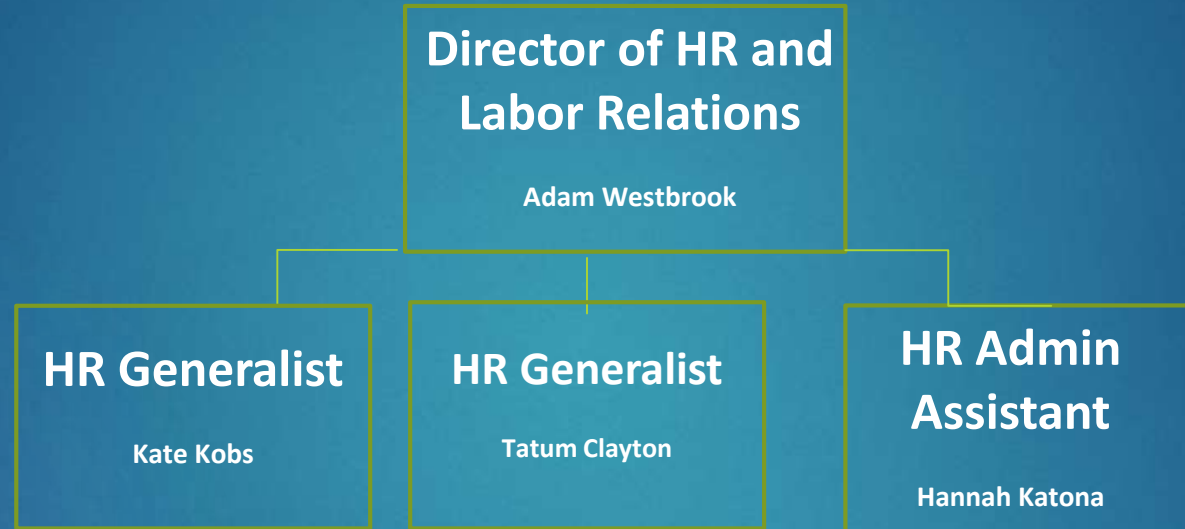 Director of HR and
Labor Relations
Adam Westbrook
HR Generalist
Kate Kobs
HR Generalist
Tatum Clayton
HR Admin
Assistant
Hannah Katona